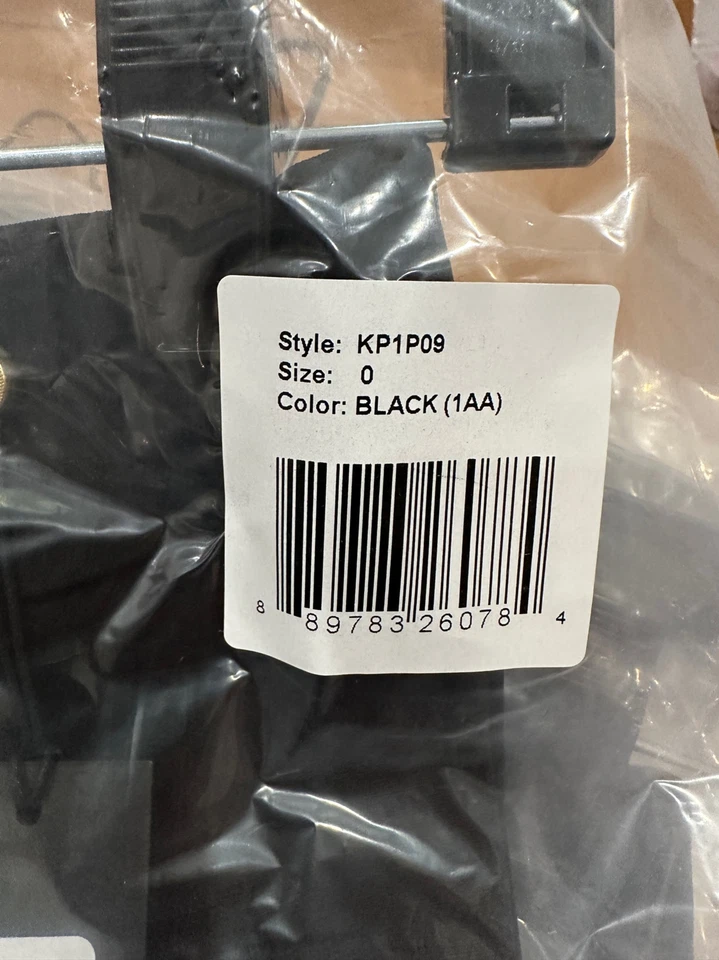 Style: KP1P09
Size: 0
Color: BLACK (1AA)
8 89783 26078 4